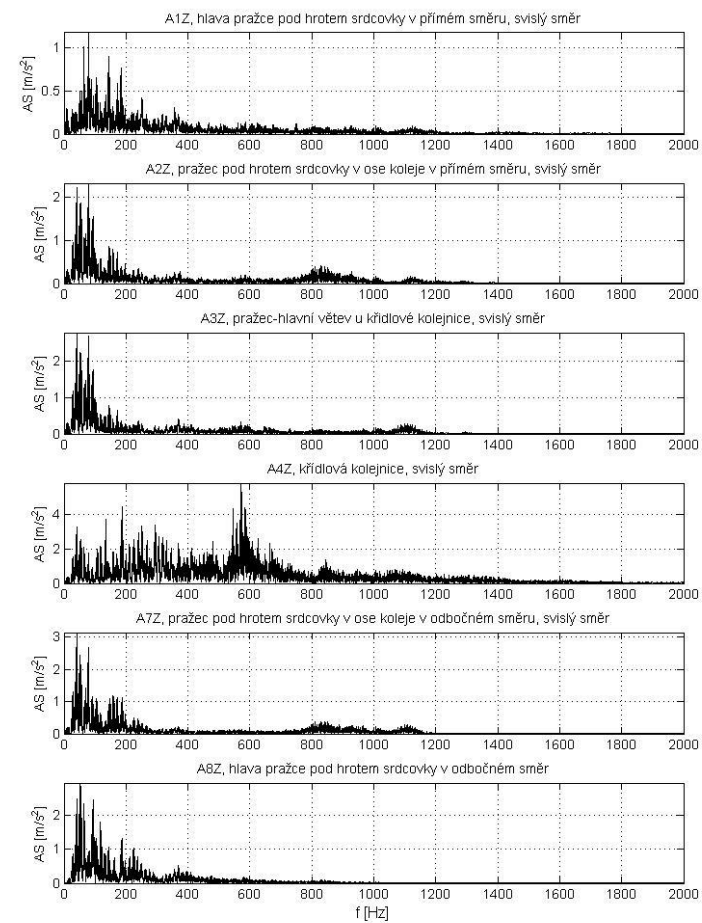 A1Z, hlava pražce pod hrotem srdcovky v přímém směru, svislý směr
AS [m/s²]
1
0.5
0
0 200 400 600 800 1000 1200 1400 1600 1800 2000
A2Z, pražec pod hrotem srdcovky v ose koleje v přímém směru, svislý směr
AS [m/s²]
2
1
0
0 200 400 600 800 1000 1200 1400 1600 1800 2000
A3Z, pražec-hlavní větev u křidlové kolejnice, svislý směr
AS [m/s²]
2
1
0
0 200 400 600 800 1000 1200 1400 1600 1800 2000
A4Z, křídlová kolejnice, svislý směr
AS [m/s²]
4
2
0
0 200 400 600 800 1000 1200 1400 1600 1800 2000
A7Z, pražec pod hrotem srdcovky v ose koleje v odbočném směru, svislý směr
AS [m/s²]
3
2
1
0
0 200 400 600 800 1000 1200 1400 1600 1800 2000
A8Z, hlava pražce pod hrotem srdcovky v odbočném směr
AS [m/s²]
2
1
0
0 200 400 600 800 1000 1200 1400 1600 1800 2000
f [Hz]